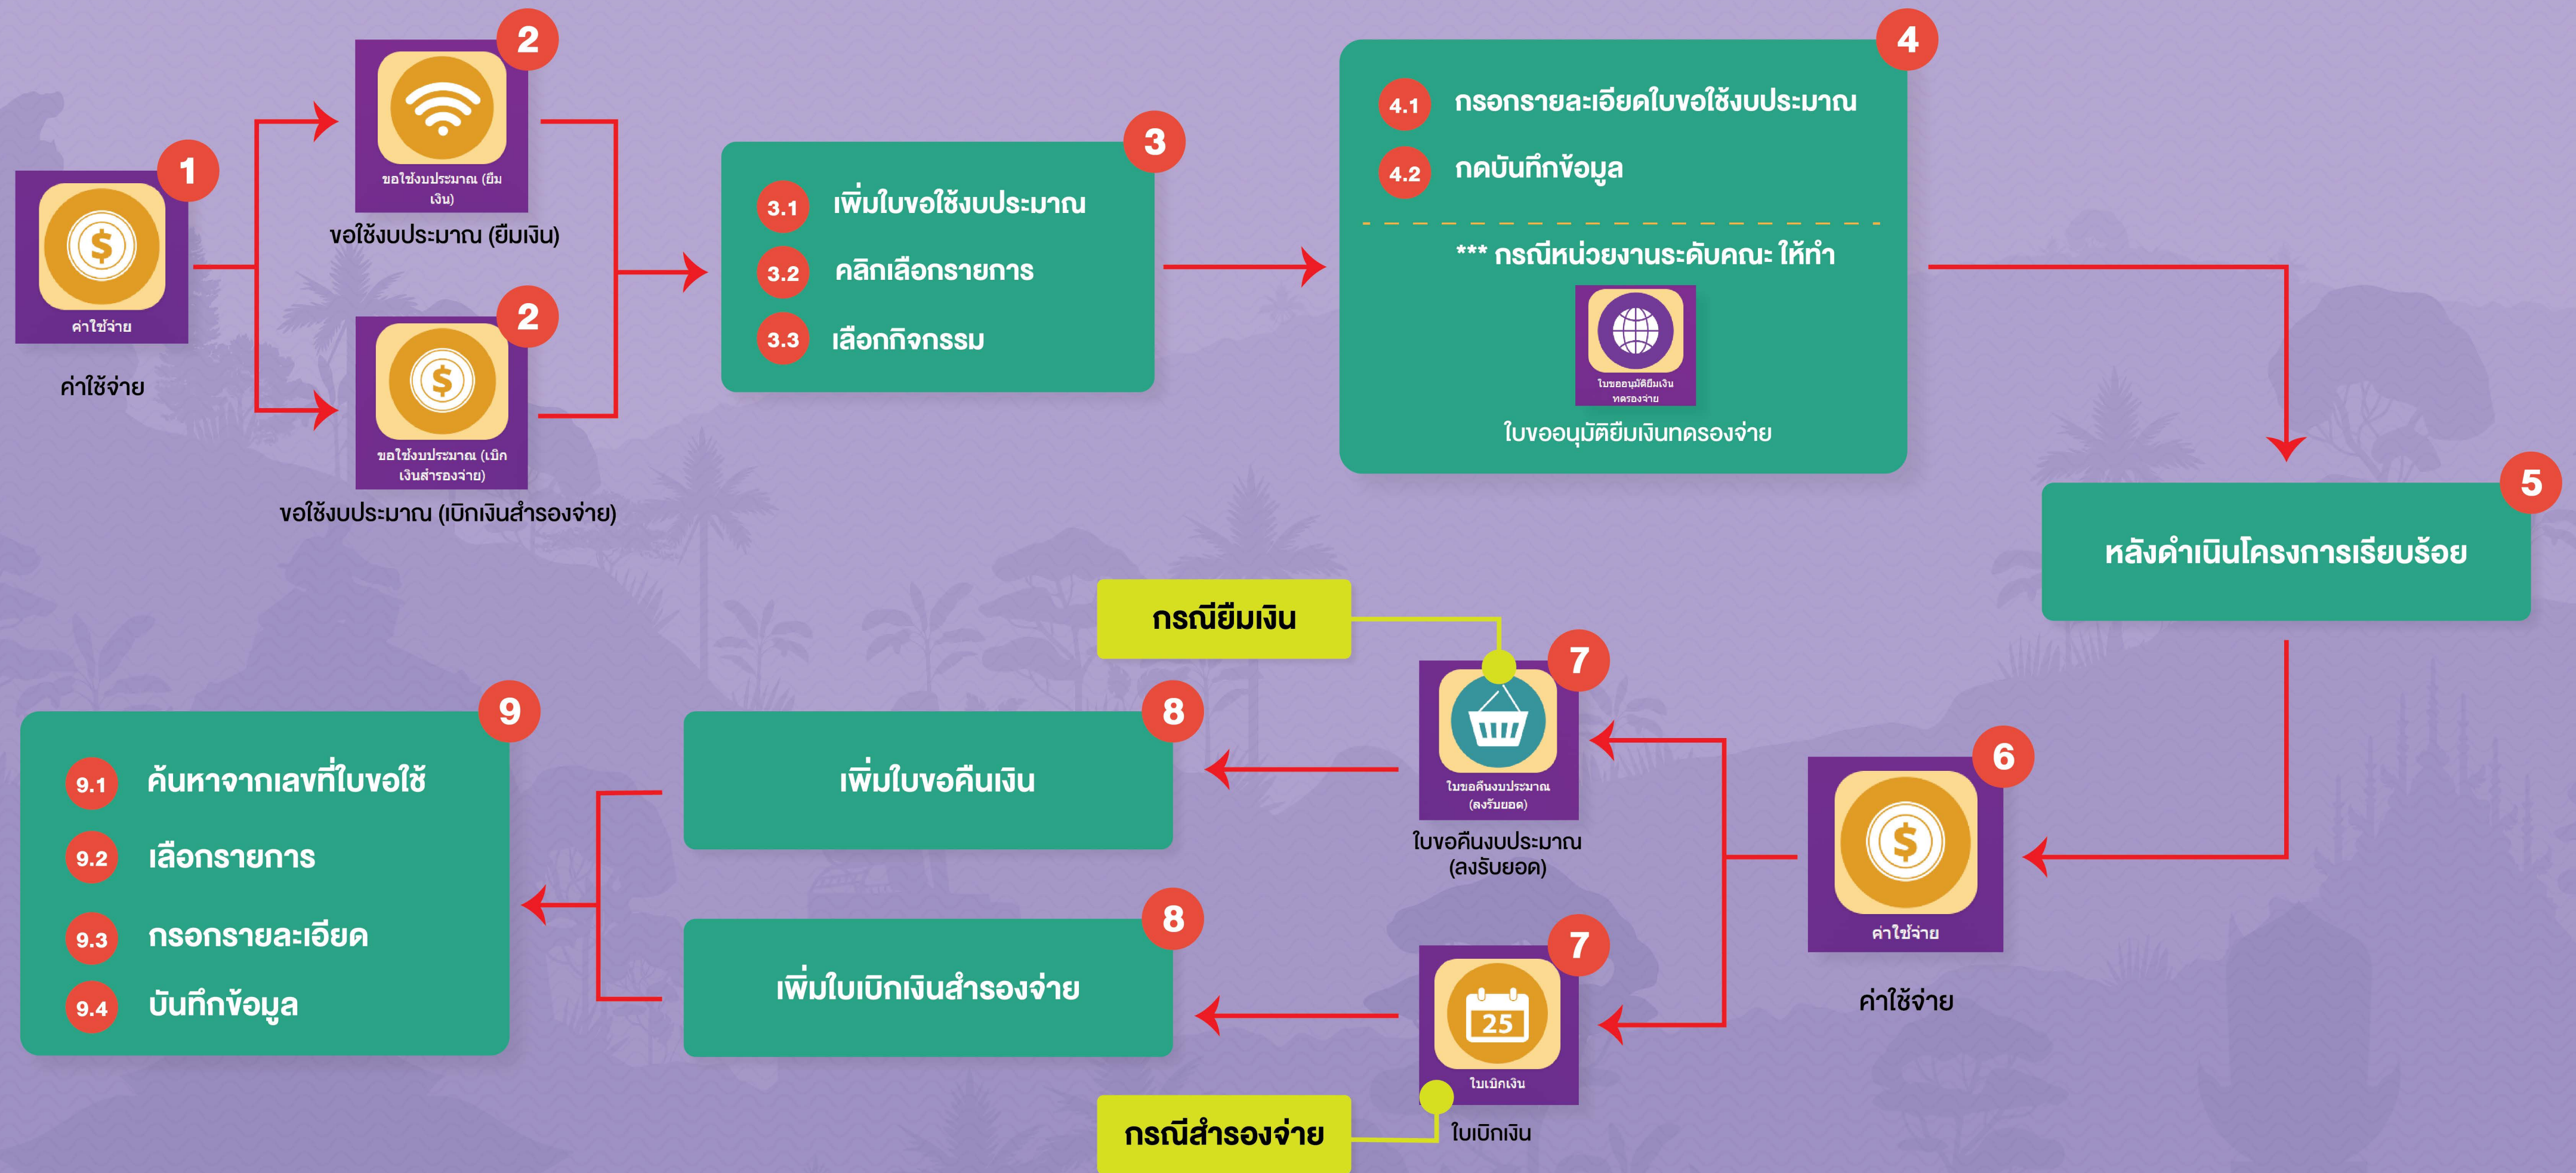 1
ค่าใช้จ่าย
ค่าใช้จ่าย
2
ขอใช้งบประมาณ (ยืม
เงิน)
ขอใช้งบประมาณ (ยืมเงิน)
2
ขอใช้งบประมาณ (เบิก
เงินสำรองจ่าย)
ขอใช้งบประมาณ (เบิกเงินสำรองจ่าย)
3
3.1 เพิ่มใบขอใช้งบประมาณ
3.2 คลิกเลือกรายการ
3.3 เลือกกิจกรรม
4
4.1 กรอกรายละเอียดใบขอใช้งบประมาณ
4.2 กดบันทึกข้อมูล
*** กรณีหน่วยงานระดับคณะ ให้ทำ
ใบขออนุมัติยืมเงิน
ทดรองจ่าย
ใบขออนุมัติยืมเงินทดรองจ่าย
5
หลังดำเนินโครงการเรียบร้อย
6
ค่าใช้จ่าย
ค่าใช้จ่าย
กรณียืมเงิน
7
ใบขอคืนงบประมาณ
(ลงรับยอด)
ใบขอคืนงบประมาณ
(ลงรับยอด)
7
25
ใบเบิกเงิน
ใบเบิกเงิน
กรณีสำรองจ่าย
8
เพิ่มใบขอคืนเงิน
8
เพิ่มใบเบิกเงินสำรองจ่าย
9
9.1 ค้นหาจากเลขที่ใบขอใช้
9.2 เลือกรายการ
9.3 กรอกรายละเอียด
9.4 บันทึกข้อมูล